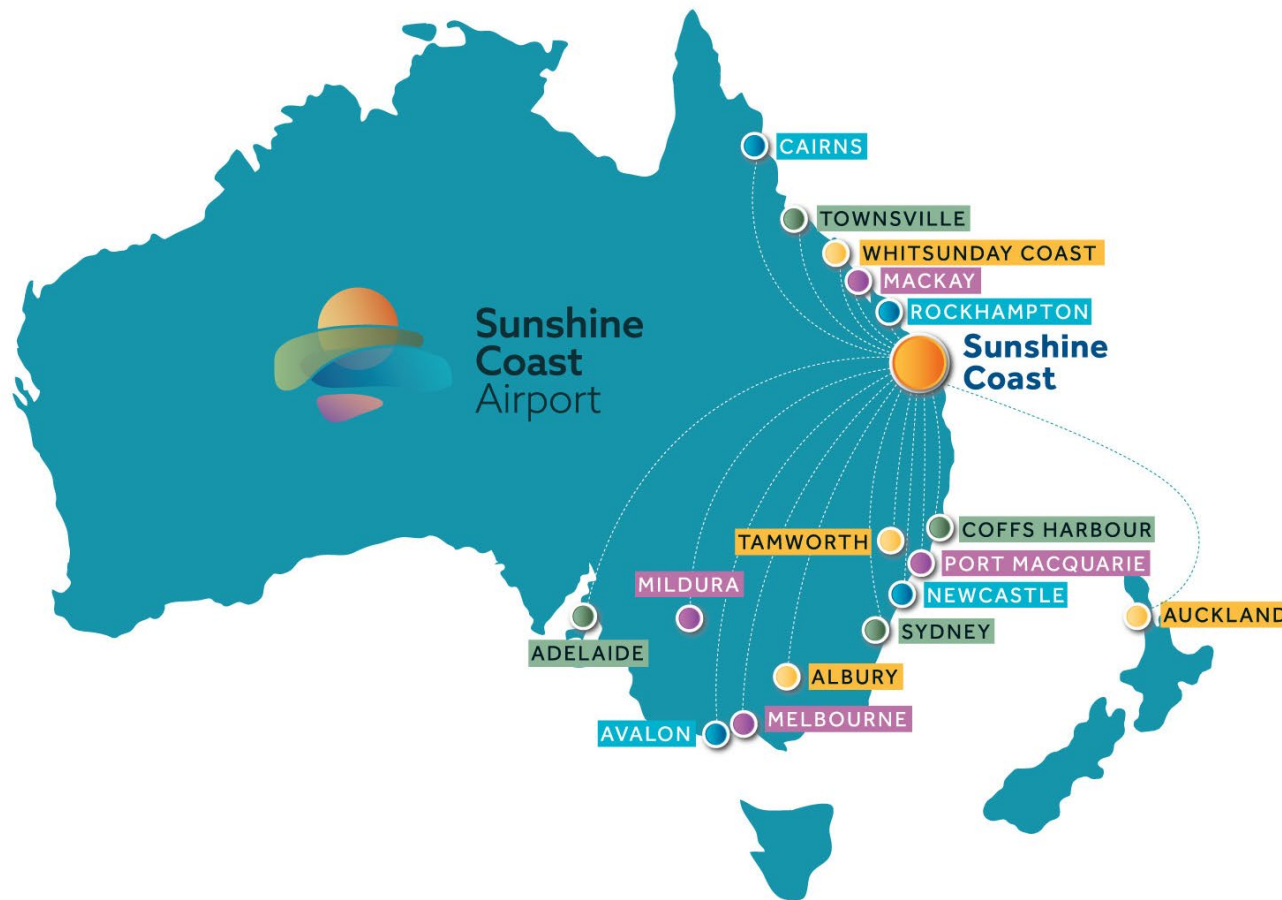 CAIRNS
TOWNSVILLE
WHITSUNDAY COAST
MACKAY
ROCKHAMPTON
Sunshine
Coast
Airport
Sunshine
Coast
COFFS HARBOUR
TAMWORTH
PORT MACQUARIE
MILDURA
NEWCASTLE
AUCKLAND
SYDNEY
ADELAIDE
ALBURY
MELBOURNE
AVALON